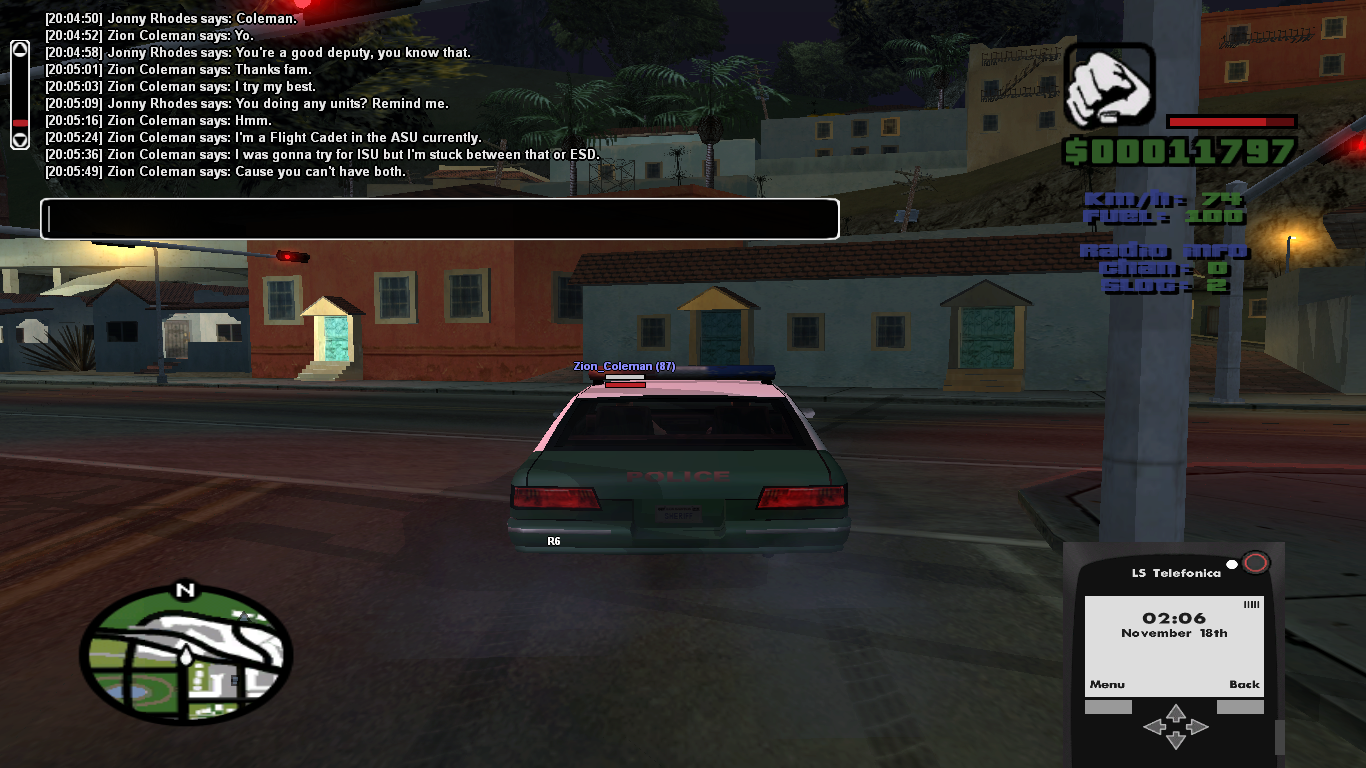 [20:04:50] Jonny Rhodes says: Coleman.
[20:04:52] Zion Coleman says: Yo.
[20:04:58] Jonny Rhodes says: You're a good deputy, you know that.
[20:05:01] Zion Coleman says: Thanks fam.
[20:05:03] Zion Coleman says: I try my best.
[20:05:09] Jonny Rhodes says: You doing any units? Remind me.
[20:05:16] Zion Coleman says: Hmm.
[20:05:24] Zion Coleman says: I'm a Flight Cadet in the ASU currently.
[20:05:36] Zion Coleman says: I was gonna try for ISU but I'm stuck between that or ESD.
[20:05:49] Zion Coleman says: Cause you can't have both.
$00011797
Km/h: 74
Fuel: 100
Radio Info
Chan: 0
Slot: 2
Zion_Coleman (87)
POLICE
SHERIFF
R6
N
LS Telefonica
02:06
November 18th
Menu
Back